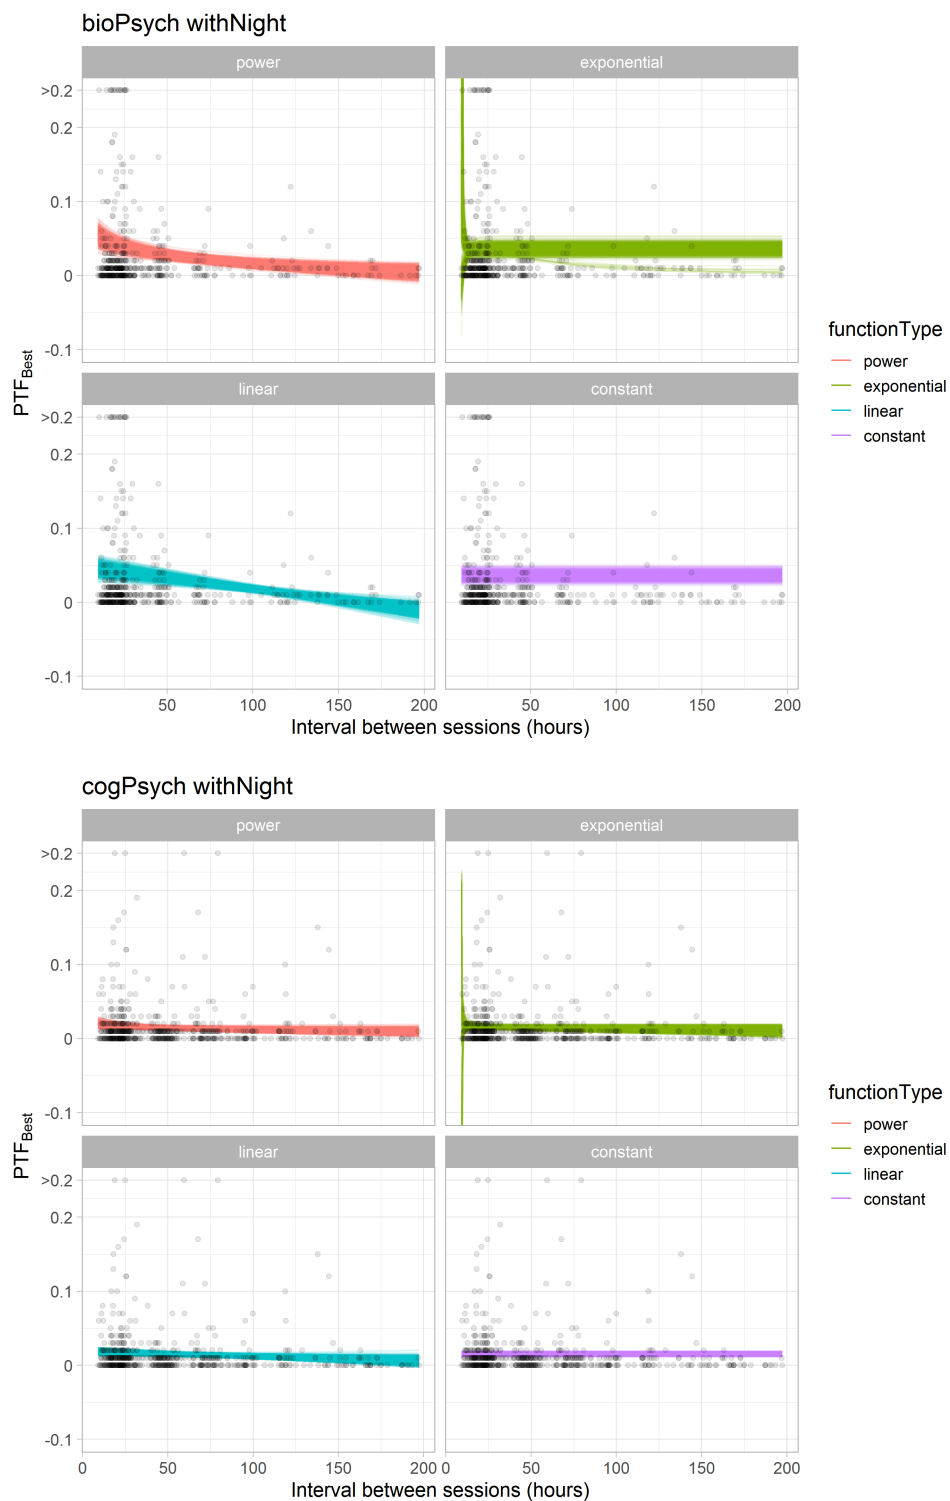 bioPsych withNight
power
exponential
>0.2
0.2
0.1
0
-0.1
linear
constant
>0.2
0.2
0.1
0
-0.1
PTFBest
50
100
150
200
50
100
150
200
Interval between sessions (hours)
functionType
power
exponential
linear
constant
cogPsych withNight
power
exponential
>0.2
0.2
0.1
0
-0.1
linear
constant
>0.2
0.2
0.1
0
-0.1
PTFBest
0
50
100
150
200
0
50
100
150
200
Interval between sessions (hours)
functionType
power
exponential
linear
constant